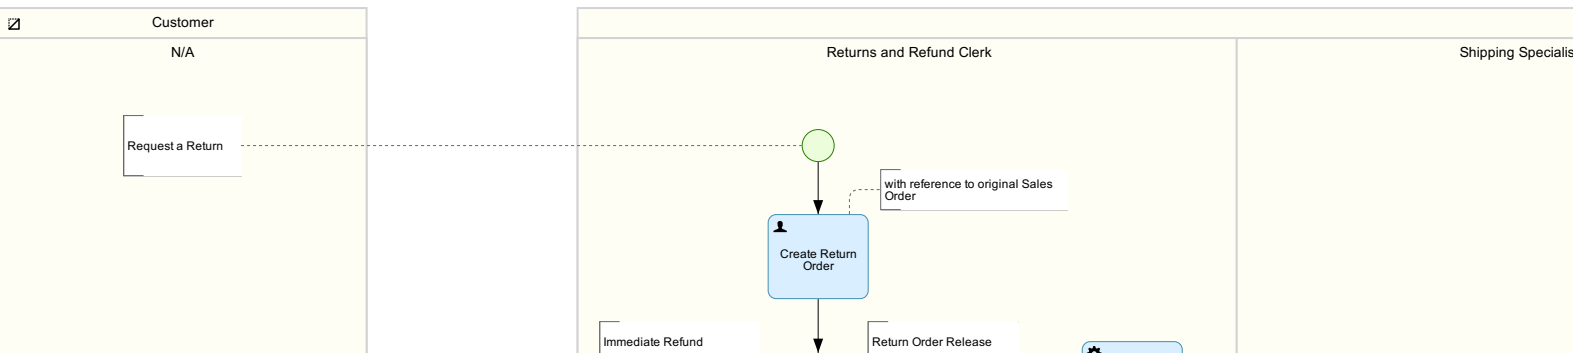 Customer
N/A
Returns and Refund Clerk
Shipping Specialis
Request a Return
with reference to original Sales
Order
Create Return
Order
Immediate Refund
Return Order Release